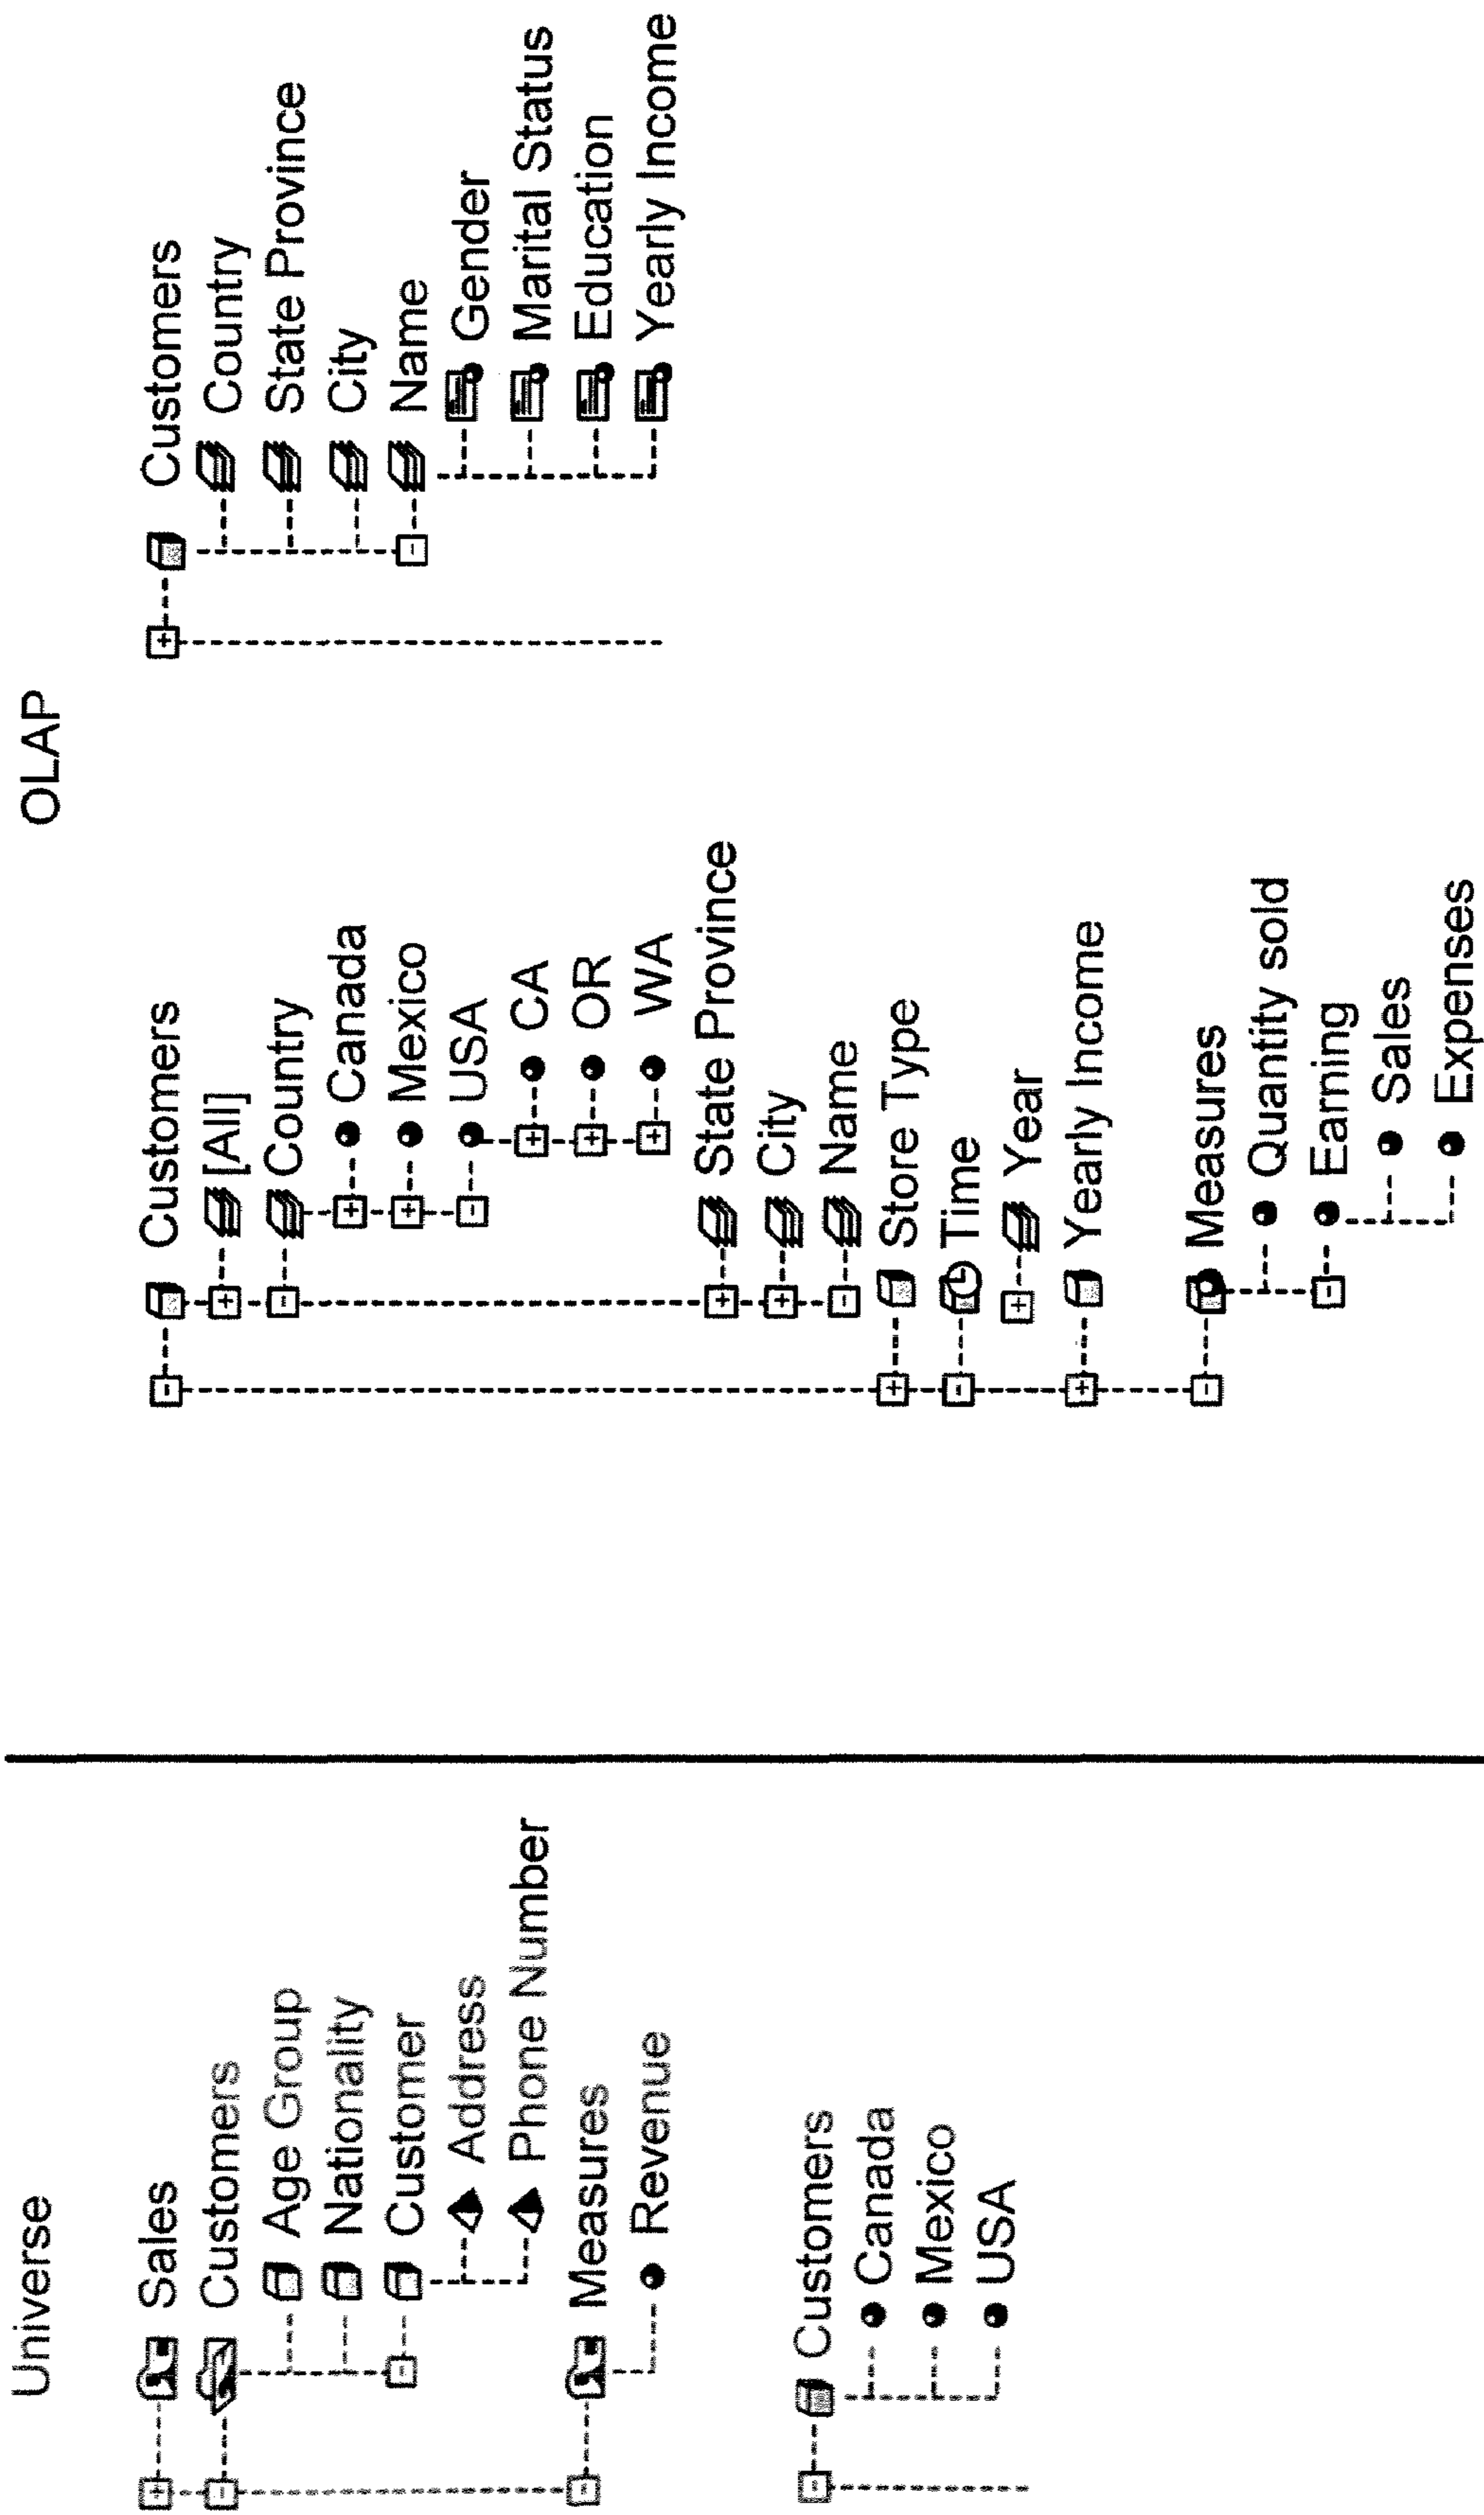 Universe
Sales
Customers
Age Group
Nationality
Customer
Address
Phone Number
Measures
Revenue
Customers
Canada
Mexico
USA
OLAP
Customers
[All]
Country
Canada
Mexico
USA
CA
OR
WA
State Province
City
Name
Store Type
Time
Year
Yearly Income
Measures
Quantity sold
Earning
Sales
Expenses
Customers
Country
State Province
City
Name
Gender
Marital Status
Education
Yearly Income